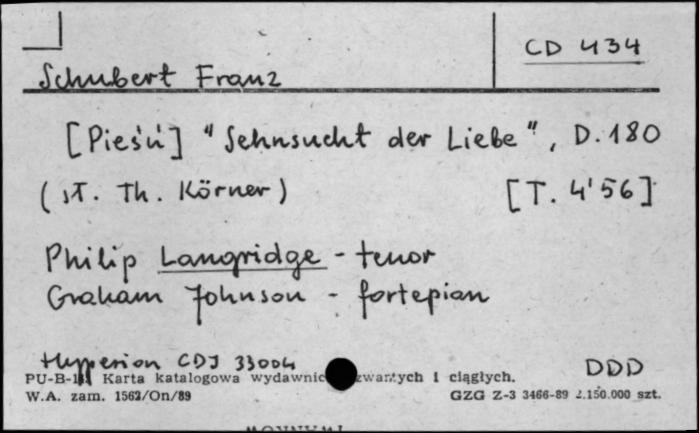 CD 434
Schubert Franz
[Pieśń] "Sehnsucht der Liebe", D. 180
(sł. Th. Körner) [T. 4'56]
Philip Langridge - tenor
Graham Johnson - fortepian
Hyperion CDJ 33004 DDD
PU-B-1 Karta katalogowa wydawnic zwartych i ciągłych.
W.A. zam. 1562/On/89 GZG Z-3 3466-89 2.150.000 szt.